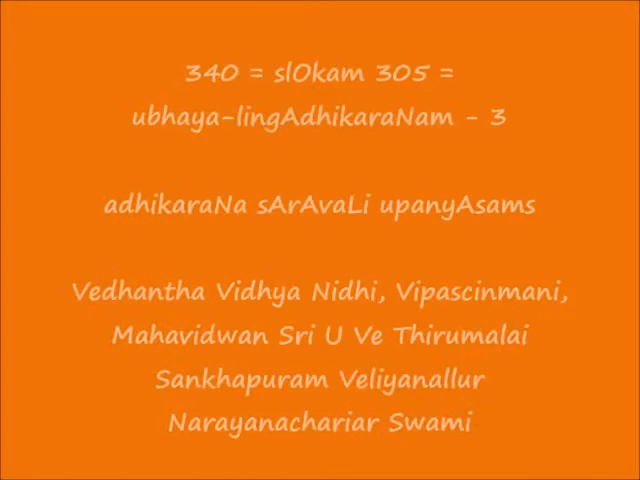 340 = slOkam 305 =
ubhaya-lingAdhikaraNam - 3
adhikaraNa sArAvaLi upanyAsams
Vedhantha Vidhya Nidhi, Vipascinmani,
Mahavidwan Sri U Ve Thirumalai
Sankhapuram Veliyanallur
Narayanachariar Swami